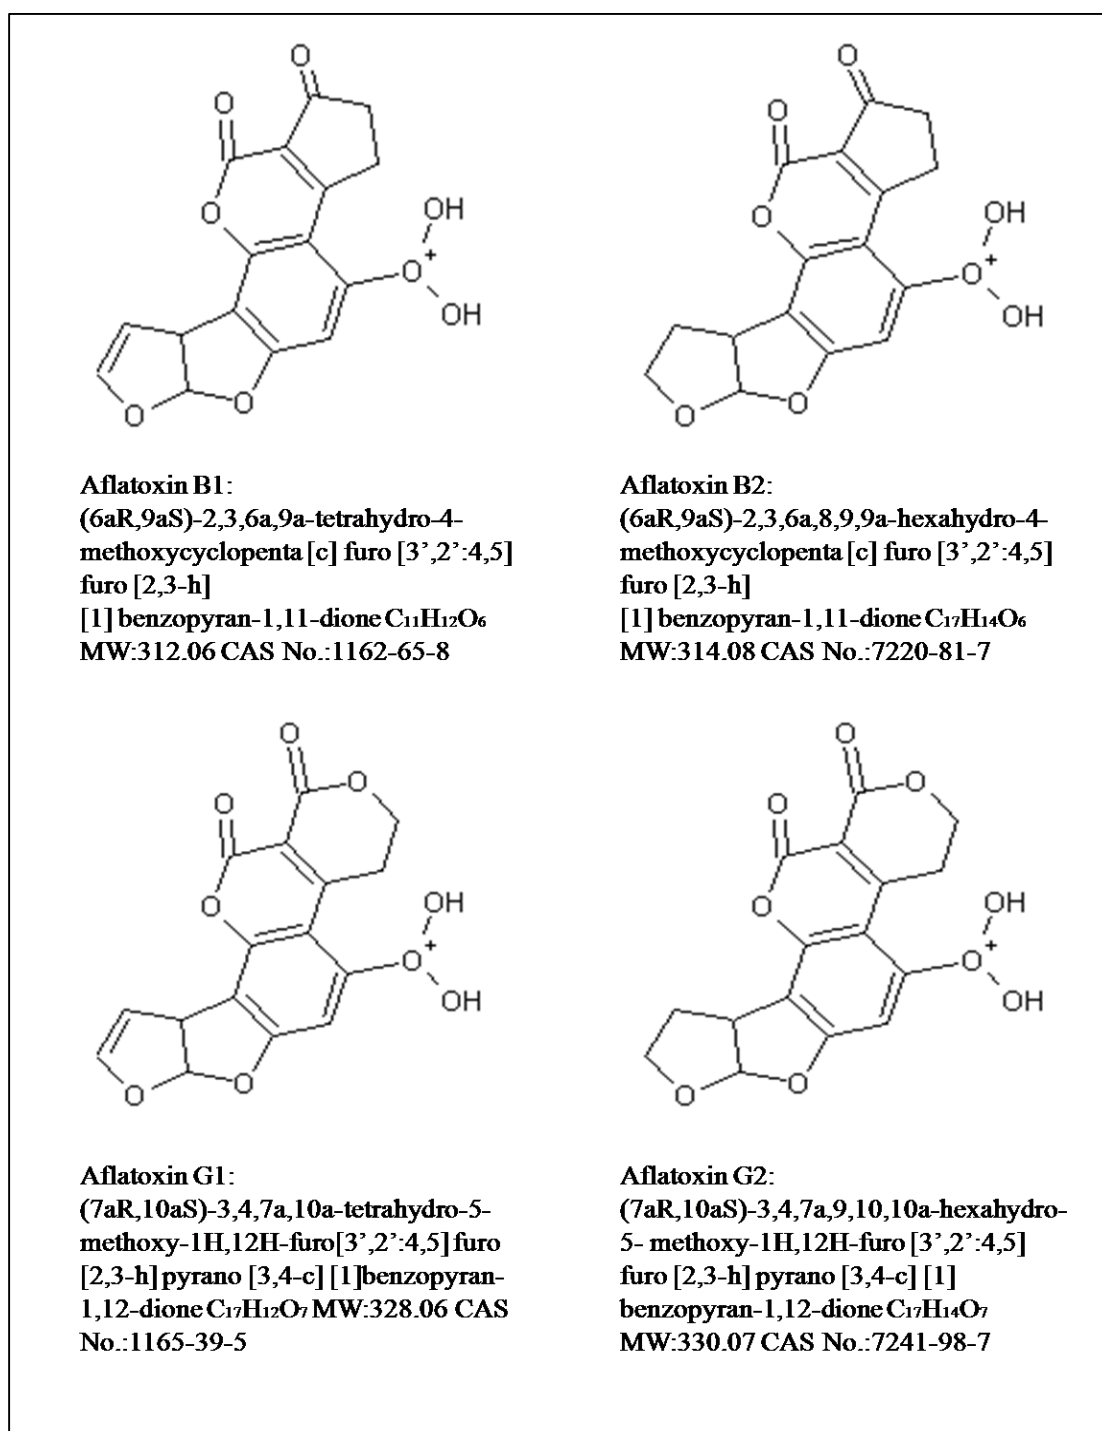 O
O
O
OH
O
+
OH
O
O
O
O
O
OH
O
+
OH
O
O
Aflatoxin B1:
(6aR,9aS)-2,3,6a,9a-tetrahydro-4-
methoxycyclopenta [c] furo [3’,2’:4,5]
furo [2,3-h]
[1] benzopyran-1,11-dione C₁₁H₁₂O₆
MW:312.06 CAS No.:1162-65-8
Aflatoxin B2:
(6aR,9aS)-2,3,6a,8,9,9a-hexahydro-4-
methoxycyclopenta [c] furo [3’,2’:4,5]
furo [2,3-h]
[1] benzopyran-1,11-dione C₁₇H₁₄O₆
MW:314.08 CAS No.:7220-81-7
O
O
O
O
OH
O
+
OH
O
O
O
O
O
O
OH
O
+
OH
O
O
Aflatoxin G1:
(7aR,10aS)-3,4,7a,10a-tetrahydro-5-
methoxy-1H,12H-furo[3’,2’:4,5] furo
[2,3-h] pyrano [3,4-c] [1]benzopyran-
1,12-dione C₁₇H₁₂O₇ MW:328.06 CAS
No.:1165-39-5
Aflatoxin G2:
(7aR,10aS)-3,4,7a,9,10,10a-hexahydro-
5- methoxy-1H,12H-furo [3’,2’:4,5]
furo [2,3-h] pyrano [3,4-c] [1]
benzopyran-1,12-dione C₁₇H₁₄O₇
MW:330.07 CAS No.:7241-98-7